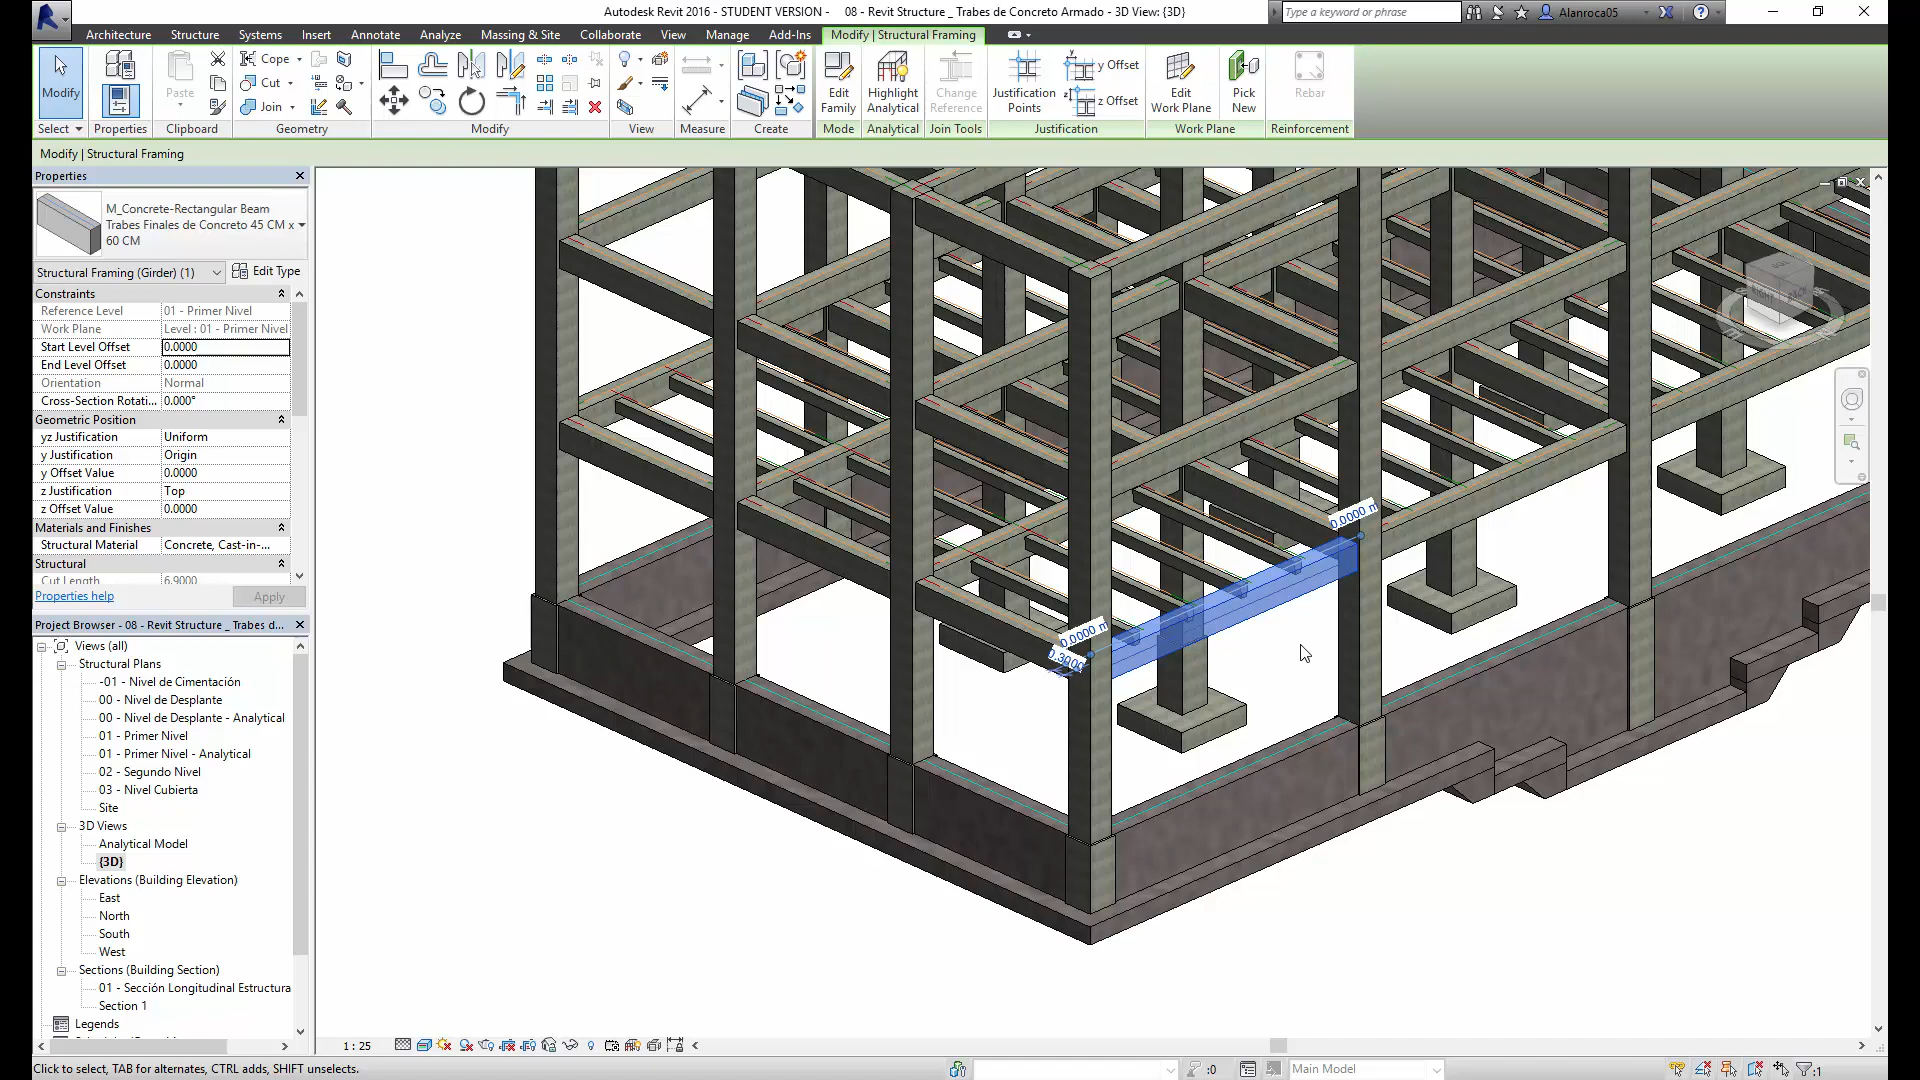 Autodesk Revit 2016 - STUDENT VERSION -     08 - Revit Structure _ Trabes de Concreto Armado - 3D View: {3D}
Type a keyword or phrase
Alanroca05
Architecture
Structure
Systems
Insert
Annotate
Analyze
Massing & Site
Collaborate
View
Manage
Add-Ins
Modify | Structural Framing
Modify
Paste
Cope
Cut
Join
Edit Family
Highlight Analytical
Change Reference
Justification Points
y Offset
z Offset
Edit Work Plane
Pick New
Rebar
Select
Properties
Clipboard
Geometry
Modify
View
Measure
Create
Mode
Analytical
Join Tools
Justification
Work Plane
Reinforcement
Modify | Structural Framing
Properties
M_Concrete-Rectangular Beam
Trabes Finales de Concreto 45 CM x
60 CM
Structural Framing (Girder) (1)
Edit Type
Constraints
Reference Level 01 - Primer Nivel
Work Plane Level : 01 - Primer Nivel
Start Level Offset 0.0000
End Level Offset 0.0000
Orientation Normal
Cross-Section Rotati... 0.000°
Geometric Position
yz Justification Uniform
y Justification Origin
y Offset Value 0.0000
z Justification Top
z Offset Value 0.0000
Materials and Finishes
Structural Material Concrete, Cast-in-...
Structural
Cut Length 6.9000
Properties help
Apply
Project Browser - 08 - Revit Structure _ Trabes d...
Views (all)
Structural Plans
-01 - Nivel de Cimentación
00 - Nivel de Desplante
00 - Nivel de Desplante - Analytical
01 - Primer Nivel
01 - Primer Nivel - Analytical
02 - Segundo Nivel
03 - Nivel Cubierta
Site
3D Views
Analytical Model
{3D}
Elevations (Building Elevation)
East
North
South
West
Sections (Building Section)
01 - Sección Longitudinal Estructura
Section 1
Legends
0.0000 m
0.0000 m
0.3000
1 : 25
Click to select, TAB for alternates, CTRL adds, SHIFT unselects.
:0
Main Model
:1